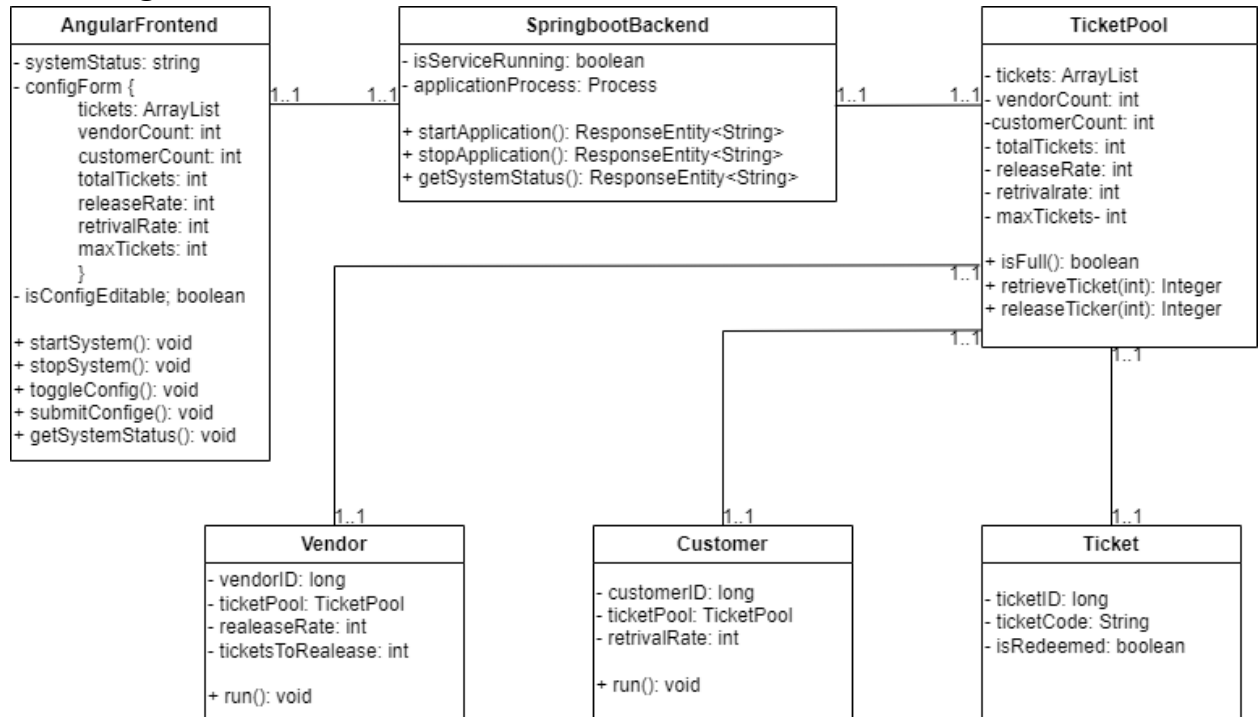 AngularFrontend
- systemStatus: string
- configForm {
tickets: ArrayList
vendorCount: int
customerCount: int
totalTickets: int
releaseRate: int
retrivalRate: int
maxTickets: int
}
- isConfigEditable; boolean
+ startSystem(): void
+ stopSystem(): void
+ toggleConfig(): void
+ submitConfige(): void
+ getSystemStatus(): void
1..1
1..1
SpringbootBackend
- isServiceRunning: boolean
- applicationProcess: Process
+ startApplication(): ResponseEntity<String>
+ stopApplication(): ResponseEntity<String>
+ getSystemStatus(): ResponseEntity<String>
1..1
1..1
TicketPool
- tickets: ArrayList
- vendorCount: int
-customerCount: int
- totalTickets: int
- releaseRate: int
- retrivalrate: int
- maxTickets- int
+ isFull(): boolean
+ retrieveTicket(int): Integer
+ releaseTicker(int): Integer
1..1
1..1
1..1
1..1
Vendor
- vendorID: long
- ticketPool: TicketPool
- realeaseRate: int
- ticketsToRealease: int
+ run(): void
1..1
Customer
- customerID: long
- ticketPool: TicketPool
- retrivalRate: int
+ run(): void
1..1
Ticket
- ticketID: long
- ticketCode: String
- isRedeemed: boolean